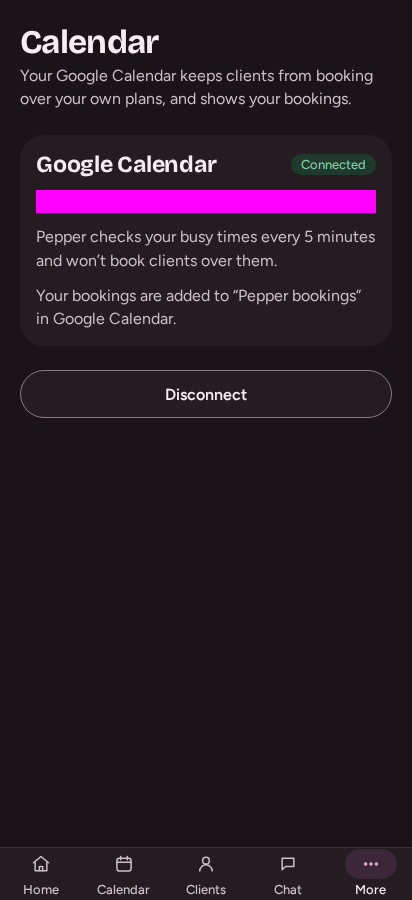 Calendar
Your Google Calendar keeps clients from booking
over your own plans, and shows your bookings.
Google Calendar
Connected
Pepper checks your busy times every 5 minutes
and won’t book clients over them.
Your bookings are added to “Pepper bookings”
in Google Calendar.
Disconnect
Home
Calendar
Clients
Chat
More